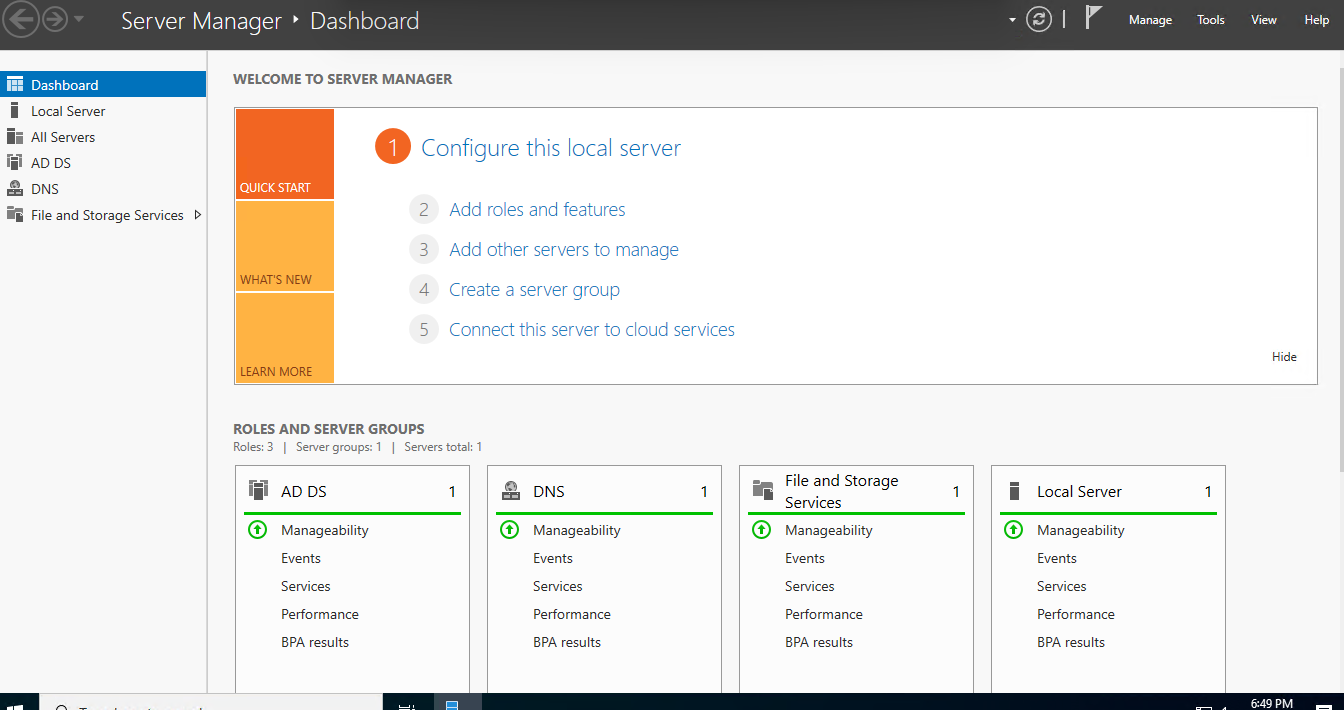 Server Manager ‣ Dashboard
Manage Tools View Help
Dashboard
Local Server
All Servers
AD DS
DNS
File and Storage Services
WELCOME TO SERVER MANAGER
QUICK START
WHAT'S NEW
LEARN MORE
1 Configure this local server
2 Add roles and features
3 Add other servers to manage
4 Create a server group
5 Connect this server to cloud services
Hide
ROLES AND SERVER GROUPS
Roles: 3 | Server groups: 1 | Servers total: 1
AD DS 1
Manageability
Events
Services
Performance
BPA results
DNS 1
Manageability
Events
Services
Performance
BPA results
File and Storage
Services 1
Manageability
Events
Services
Performance
BPA results
Local Server 1
Manageability
Events
Services
Performance
BPA results
6:49 PM